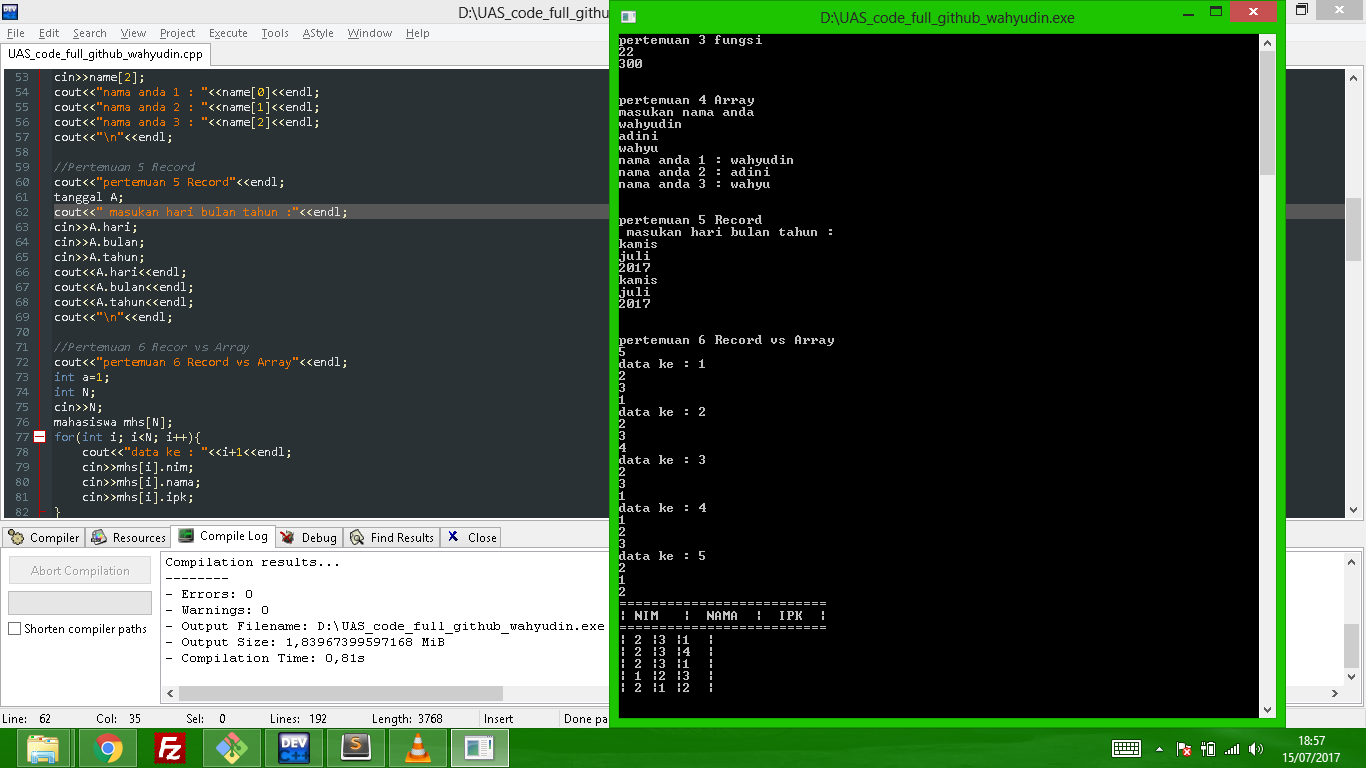 D:\UAS_code_full_githu
File Edit Search View Project Execute Tools AStyle Window Help
UAS_code_full_github_wahyudin.cpp
53 cin>>name[2];
54 cout<<"nama anda 1 : "<<name[0]<<endl;
55 cout<<"nama anda 2 : "<<name[1]<<endl;
56 cout<<"nama anda 3 : "<<name[2]<<endl;
57 cout<<"\n"<<endl;
58
59 //Pertemuan 5 Record
60 cout<<"pertemuan 5 Record"<<endl;
61 tanggal A;
62 cout<<" masukan hari bulan tahun :"<<endl;
63 cin>>A.hari;
64 cin>>A.bulan;
65 cin>>A.tahun;
66 cout<<A.hari<<endl;
67 cout<<A.bulan<<endl;
68 cout<<A.tahun<<endl;
69 cout<<"\n"<<endl;
70
71 //Pertemuan 6 Recor vs Array
72 cout<<"pertemuan 6 Record vs Array"<<endl;
73 int a=1;
74 int N;
75 cin>>N;
76 mahasiswa mhs[N];
77 for(int i; i<N; i++){
78 cout<<"data ke : "<<i+1<<endl;
79 cin>>mhs[i].nim;
80 cin>>mhs[i].nama;
81 cin>>mhs[i].ipk;
82 }
Compiler Resources Compile Log Debug Find Results Close
Abort Compilation
Shorten compiler paths
Compilation results...
--------
- Errors: 0
- Warnings: 0
- Output Filename: D:\UAS_code_full_github_wahyudin.exe
- Output Size: 1,83967399597168 MiB
- Compilation Time: 0,81s
Line: 62 Col: 35 Sel: 0 Lines: 192 Length: 3768 Insert Done pa
D:\UAS_code_full_github_wahyudin.exe
pertemuan 3 fungsi
22
300
pertemuan 4 Array
masukan nama anda
wahyudin
adini
wahyu
nama anda 1 : wahyudin
nama anda 2 : adini
nama anda 3 : wahyu
pertemuan 5 Record
masukan hari bulan tahun :
kamis
juli
2017
kamis
juli
2017
pertemuan 6 Record vs Array
5
data ke : 1
2
3
1
data ke : 2
2
3
4
data ke : 3
2
3
1
data ke : 4
1
2
3
data ke : 5
2
1
2
==========================
¦ NIM ¦ NAMA ¦ IPK ¦
==========================
¦ 2 ¦3 ¦1 ¦
¦ 2 ¦3 ¦4 ¦
¦ 2 ¦3 ¦1 ¦
¦ 1 ¦2 ¦3 ¦
¦ 2 ¦1 ¦2 ¦
DEV C++
Fz
S
18:57
15/07/2017